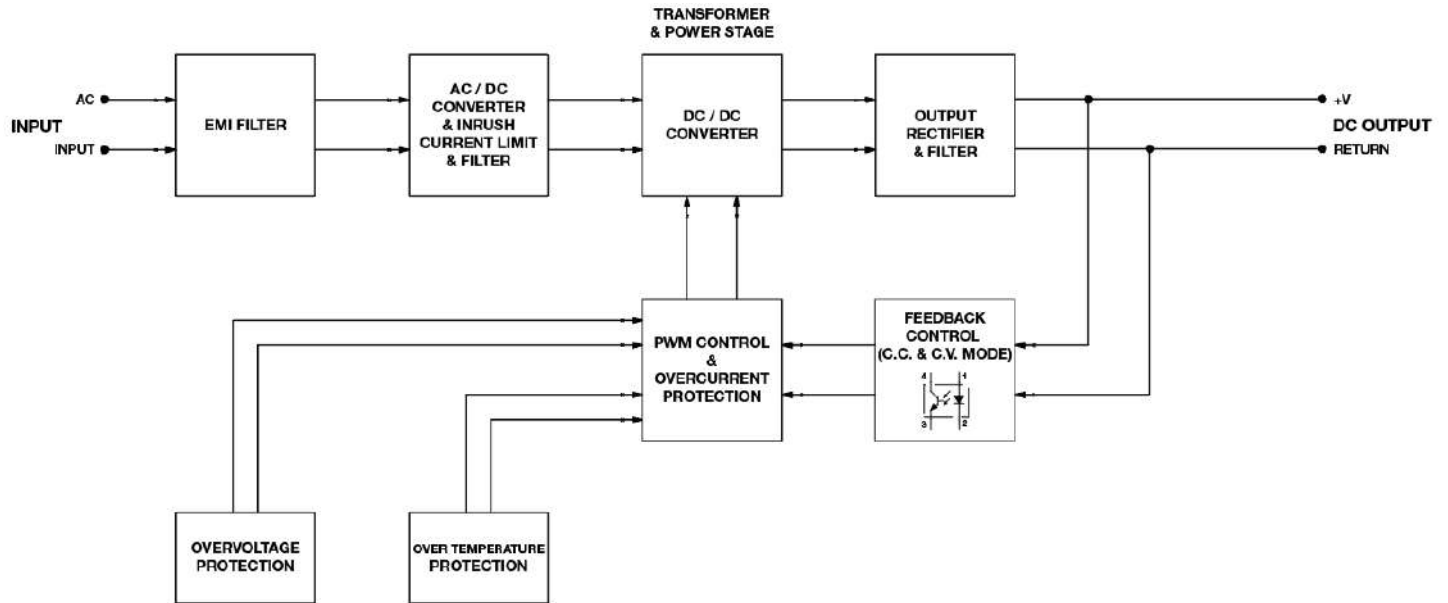 TRANSFORMER
& POWER STAGE
AC
INPUT
INPUT
EMI FILTER
AC / DC
CONVERTER
& INRUSH
CURRENT LIMIT
& FILTER
DC / DC
CONVERTER
OUTPUT
RECTIFIER
& FILTER
+V
DC OUTPUT
RETURN
PWM CONTROL
&
OVERCURRENT
PROTECTION
FEEDBACK
CONTROL
(C.C. & C.V. MODE)
4 1
3 2
OVERVOLTAGE
PROTECTION
OVER TEMPERATURE
PROTECTION